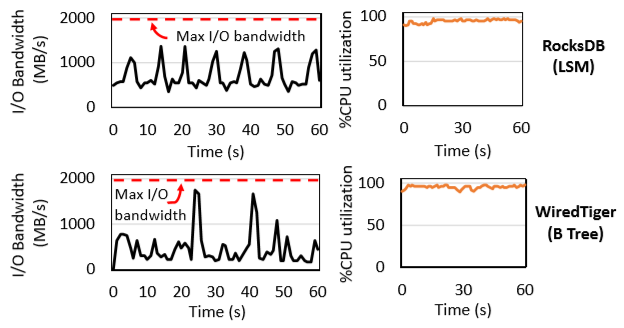 I/O Bandwidth
(MB/s)
2000
1000
0
Max I/O bandwidth
0 10 20 30 40 50 60
Time (s)
%CPU utilization
100
50
0
0 30 60
Time (s)
RocksDB
(LSM)
I/O Bandwidth
(MB/s)
2000
1000
0
Max I/O
bandwidth
0 10 20 30 40 50 60
Time (s)
%CPU utilization
100
50
0
0 30 60
Time (s)
WiredTiger
(B Tree)